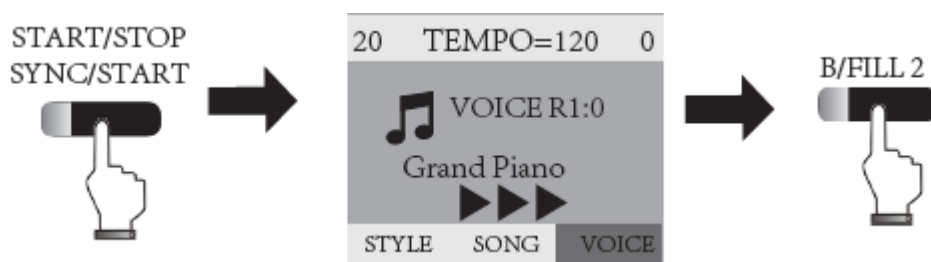 START/STOP
SYNC/START
20 TEMPO=120 0
VOICE R1:0
Grand Piano
STYLE SONG VOICE
B/FILL 2